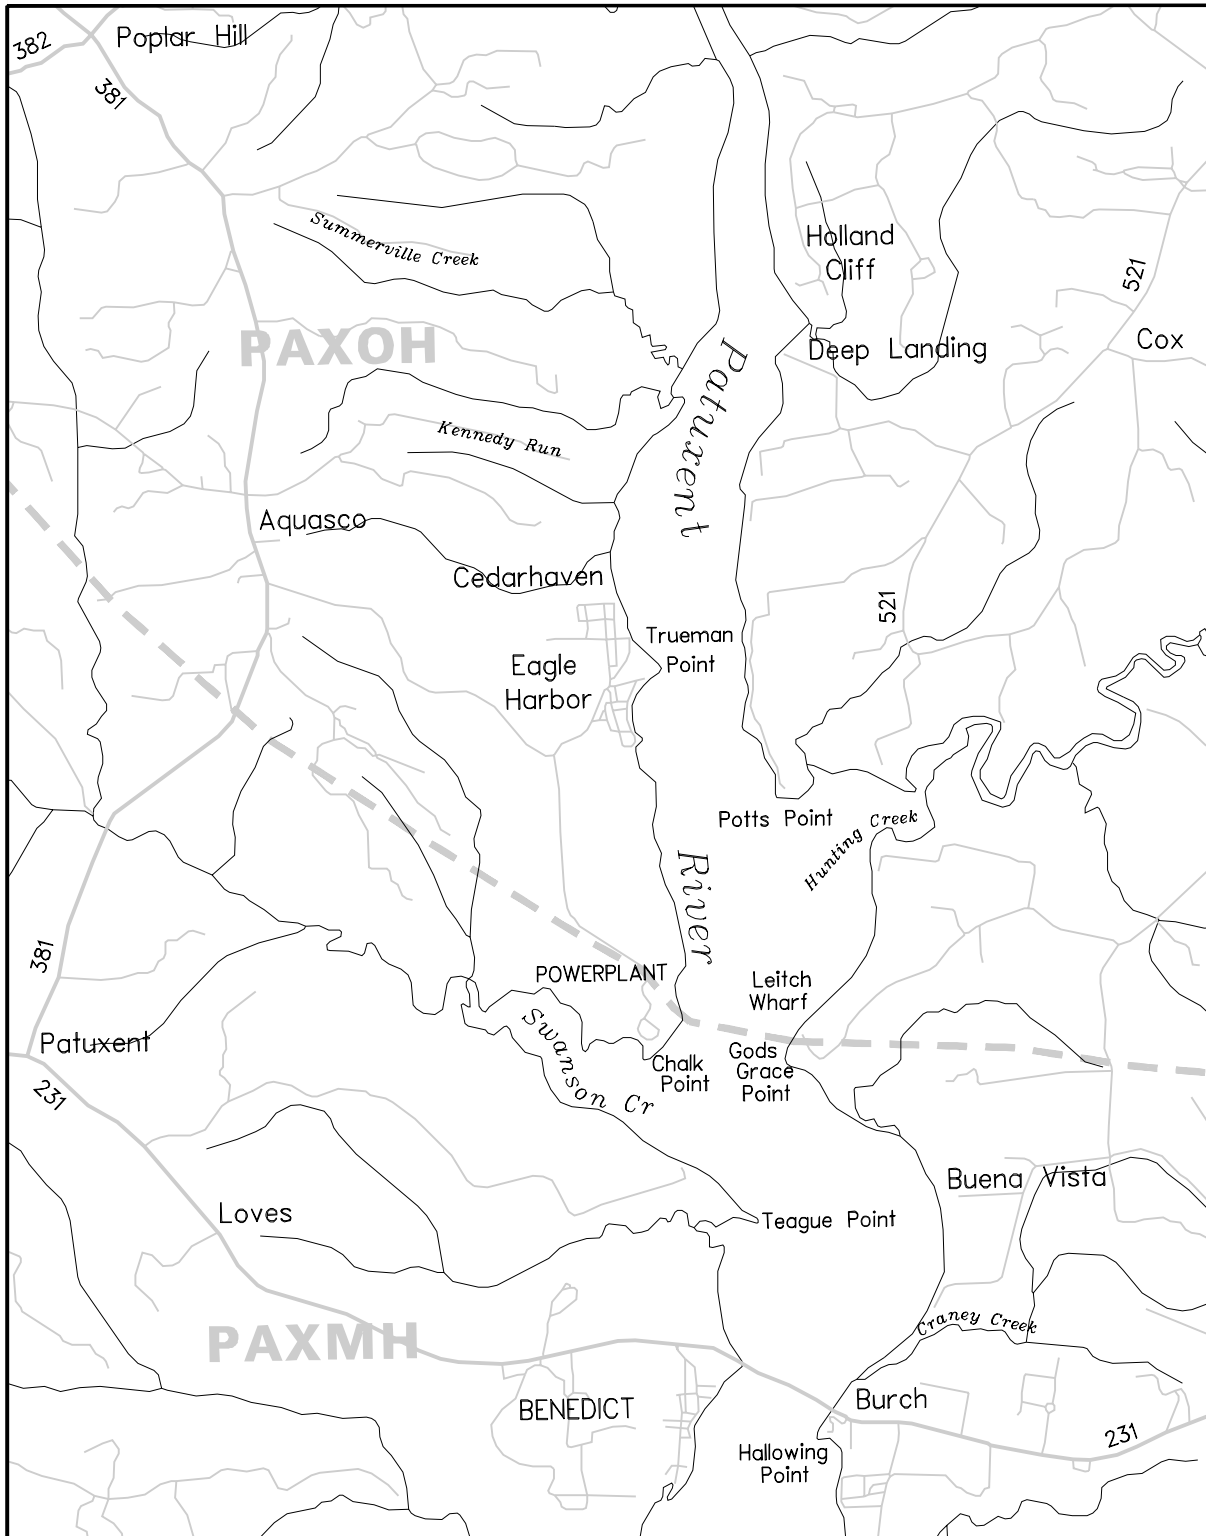 382
Poplar Hill
381
Summerville Creek
Holland
Cliff
521
Cox
PAXOH
Deep Landing
Patuxent
Kennedy Run
Aquasco
Cedarhaven
521
Trueman
Point
Eagle
Harbor
Potts Point
Hunting Creek
River
381
POWERPLANT
Leitch
Wharf
Swanson Cr
Patuxent
Gods
Grace
Point
Chalk
Point
231
Buena Vista
Loves
Teague Point
Craney Creek
PAXMH
Burch
BENEDICT
231
Hallowing
Point